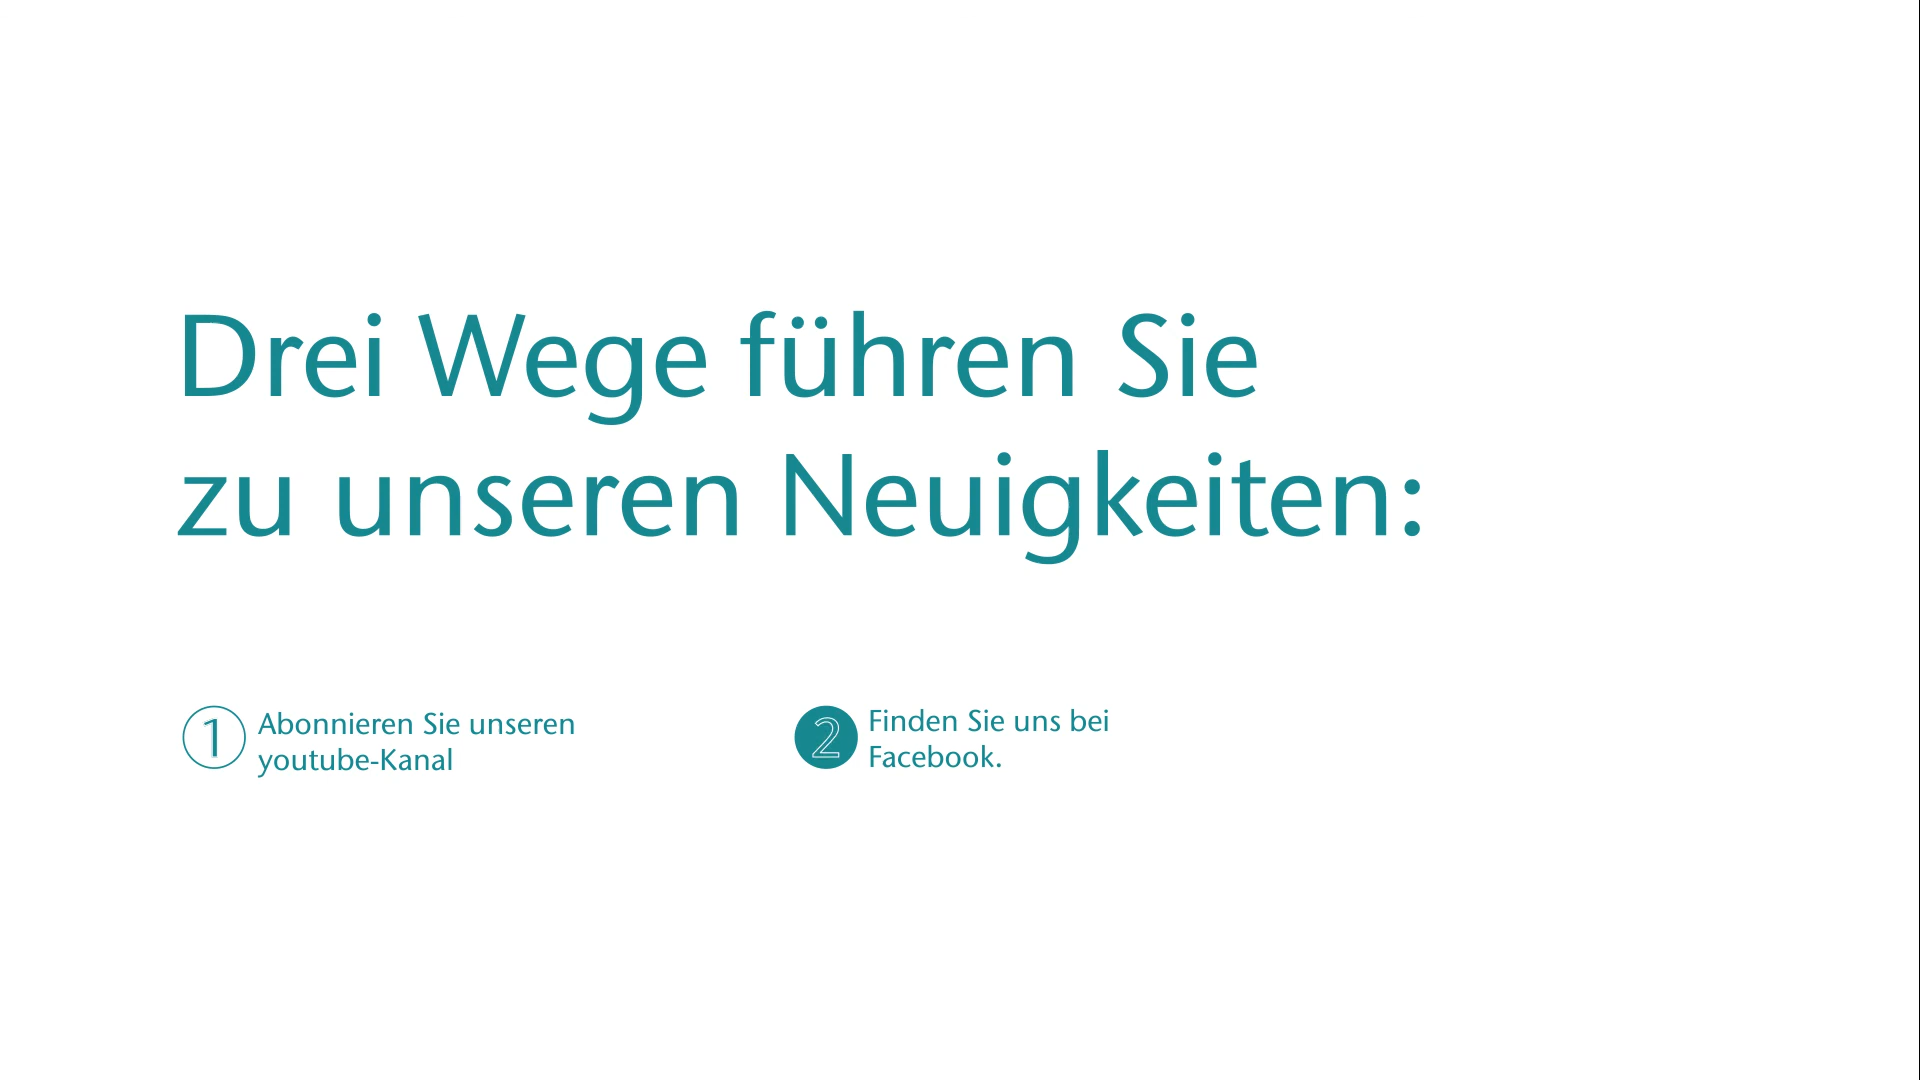 Drei Wege führen Sie
zu unseren Neuigkeiten:
1 Abonnieren Sie unseren
youtube-Kanal
2 Finden Sie uns bei
Facebook.